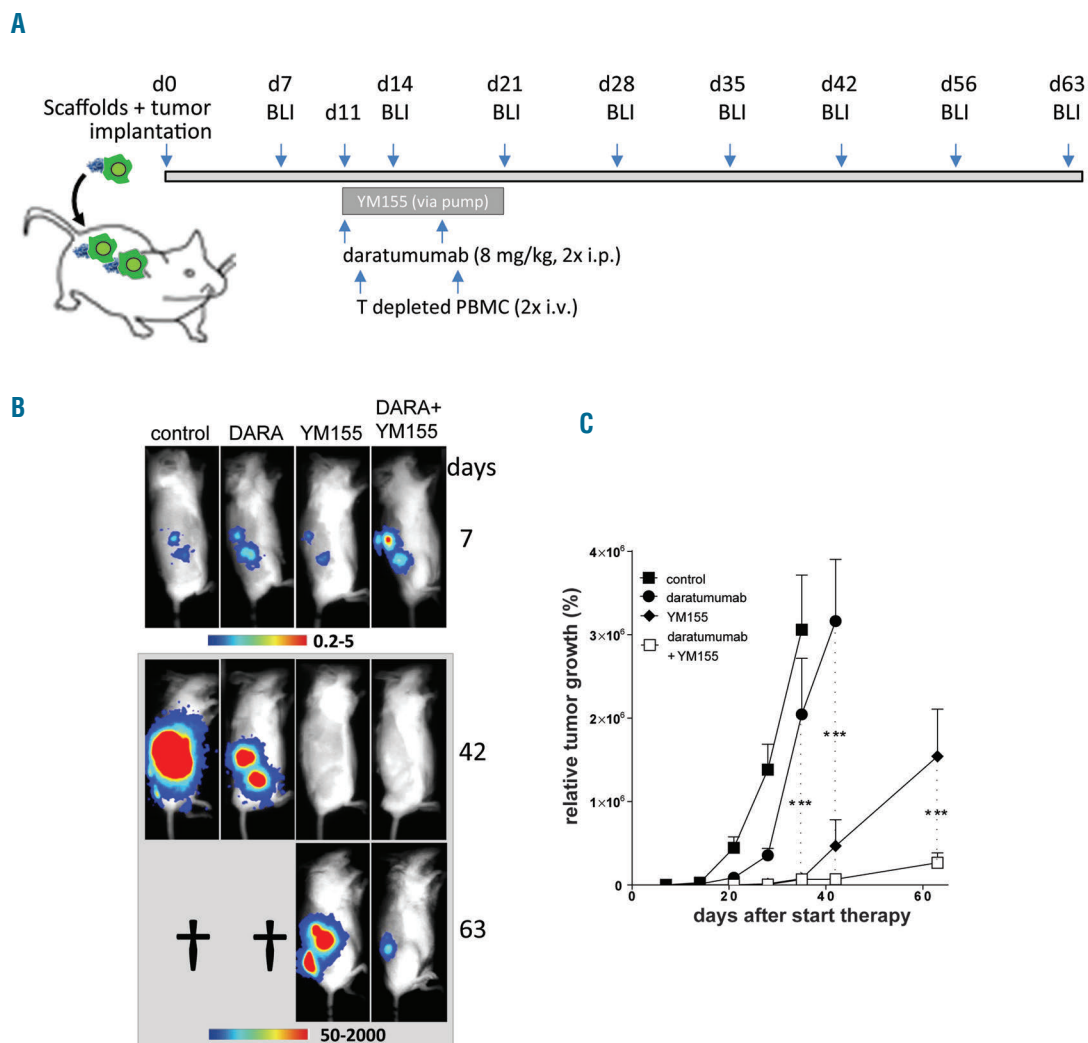 A
d0 d7 d14 d21 d28 d35 d42 d56 d63
Scaffolds + tumor BLI d11 BLI BLI BLI BLI BLI BLI BLI
implantation
YM155 (via pump)
daratumumab (8 mg/kg, 2x i.p.)
T depleted PBMC (2x i.v.)
B
control DARA YM155 DARA+
YM155
days
7
0.2-5
42
63
50-2000
C
relative tumor growth (%)
4×10⁶
3×10⁶
2×10⁶
1×10⁶
0
control
daratumumab
YM155
daratumumab
+ YM155
***
***
***
0 20 40 60
days after start therapy